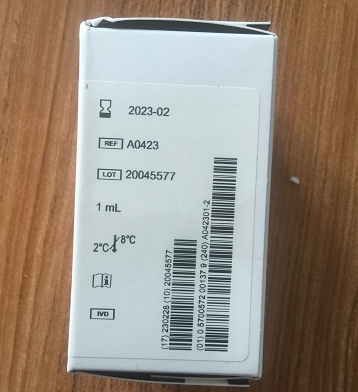 2023-02
REF A0423
LOT 20045577
1 mL
2°C 8°C
IVD
(17) 230228 (10) 20045577
(01) 0 5700572 00137 9 (240) A042301-2